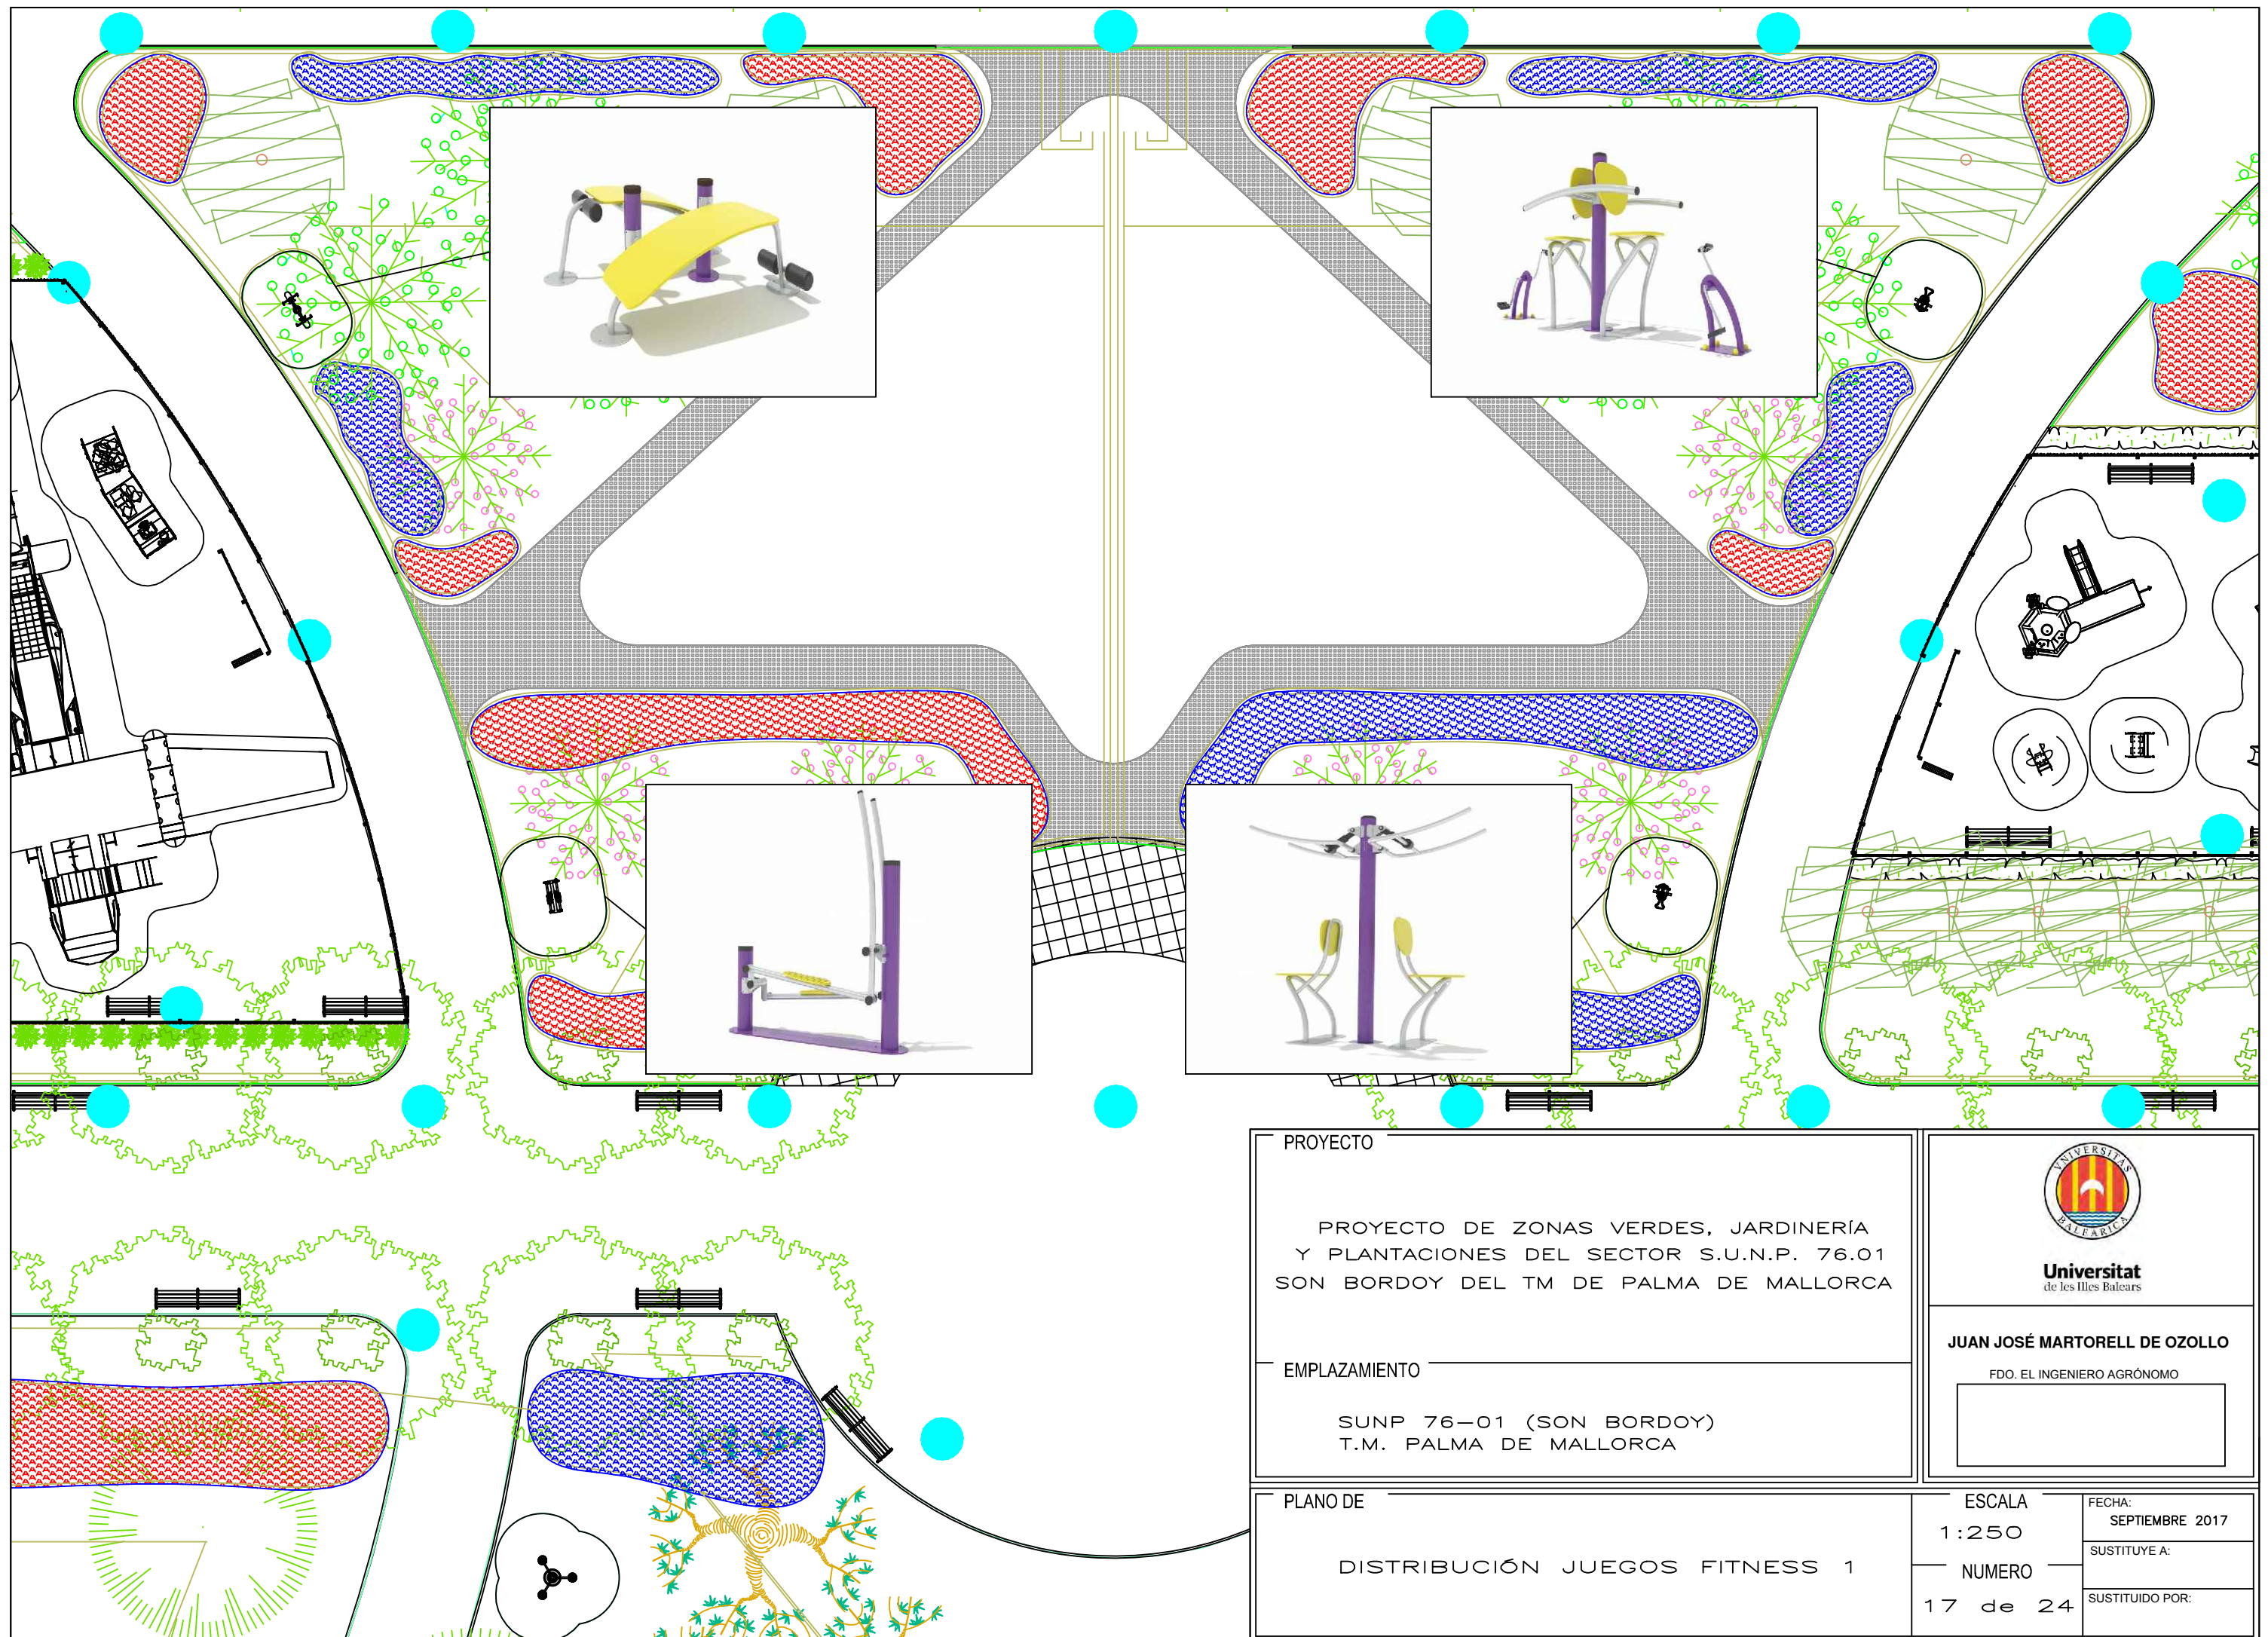 PROYECTO
PROYECTO DE ZONAS VERDES, JARDINERÍA
Y PLANTACIONES DEL SECTOR S.U.N.P. 76.01
SON BORDOY DEL TM DE PALMA DE MALLORCA
EMPLAZAMIENTO
SUNP 76-01 (SON BORDOY)
T.M. PALMA DE MALLORCA
VNIVERSITAS
BALEARICA
Universitat
de les Illes Balears
JUAN JOSÉ MARTORELL DE OZOLLO
FDO. EL INGENIERO AGRÓNOMO
PLANO DE
DISTRIBUCIÓN JUEGOS FITNESS 1
ESCALA
1:250
NUMERO
17 de 24
FECHA:
SEPTIEMBRE 2017
SUSTITUYE A:
SUSTITUIDO POR: